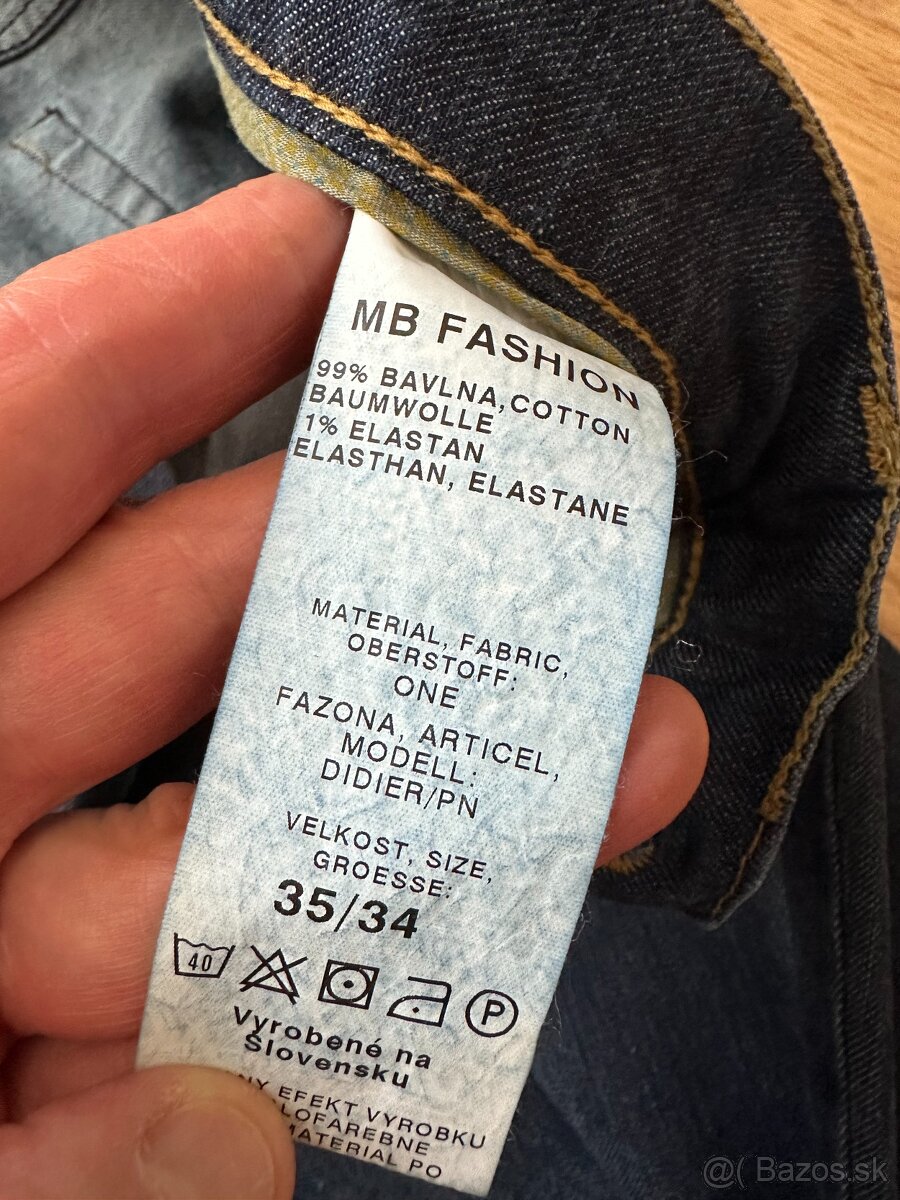 MB FASHION
99% BAVLNA, COTTON
BAUMWOLLE
1% ELASTAN
ELASTHAN, ELASTANE
MATERIAL, FABRIC,
OBERSTOFF:
ONE
FAZONA, ARTICEL,
MODELL:
DIDIER/PN
VELKOST, SIZE,
GROESSE:
35/34
40
P
Vyrobené na
Slovensku
EFEKT VYROBKU
MATERIAL PO
@( Bazos.sk